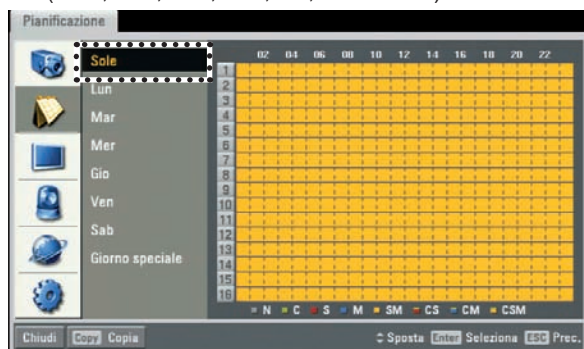 Pianificazione
Sole
Lun
Mar
Mer
Gio
Ven
Sab
Giorno speciale
02 04 06 08 10 12 14 16 18 20 22
1
2
3
4
5
6
7
8
9
10
11
12
13
14
15
16
N C S M SM CS CM CSM
Chiudi Copy Copia Sposta Enter Seleziona ESC Prec.